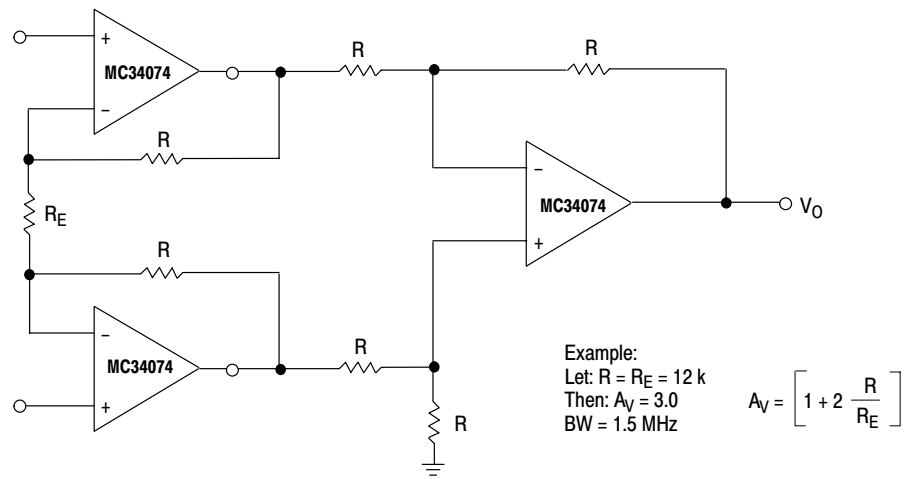 +
MC34074
−
R
R
R
R_E
R
−
MC34074
+
R
R
R
−
MC34074
+
V_O
Example:
Let: R = R_E = 12 k
Then: A_V = 3.0
BW = 1.5 MHz
A_V = [1 + 2 R/R_E]